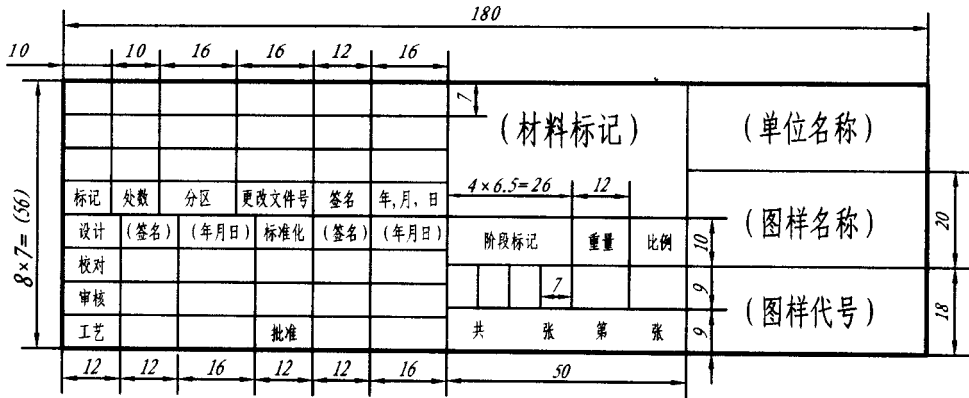 180
10 10 16 16 12 16
7
(材料标记)
(单位名称)
4×6.5=26 12
标记 处数 分区 更改文件号 签名 年,月,日
设计 (签名) (年月日) 标准化 (签名) (年月日)
阶段标记 重量 比例 10
(图样名称) 20
8×7=(56)
校对
审核
7 9
工艺 批准
共 张 第 张 9
(图样代号) 18
12 12 16 12 12 16 50